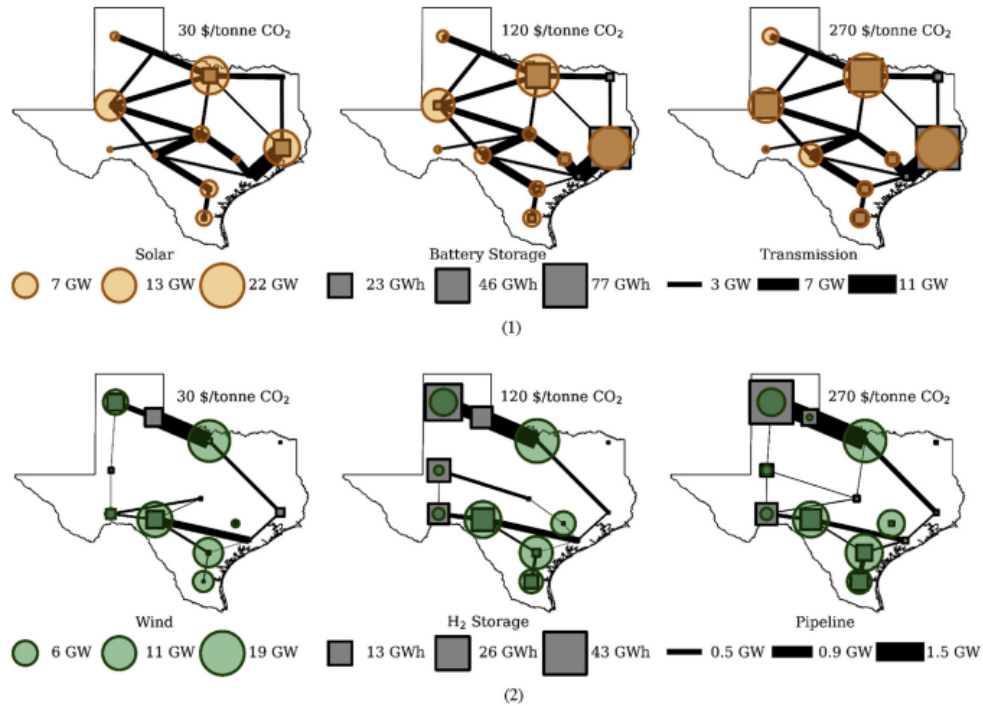 30 $/tonne CO₂ 120 $/tonne CO₂ 270 $/tonne CO₂
Solar Battery Storage Transmission
7 GW 13 GW 22 GW 23 GWh 46 GWh 77 GWh 3 GW 7 GW 11 GW
(1)
30 $/tonne CO₂ 120 $/tonne CO₂ 270 $/tonne CO₂
Wind H₂ Storage Pipeline
6 GW 11 GW 19 GW 13 GWh 26 GWh 43 GWh 0.5 GW 0.9 GW 1.5 GW
(2)